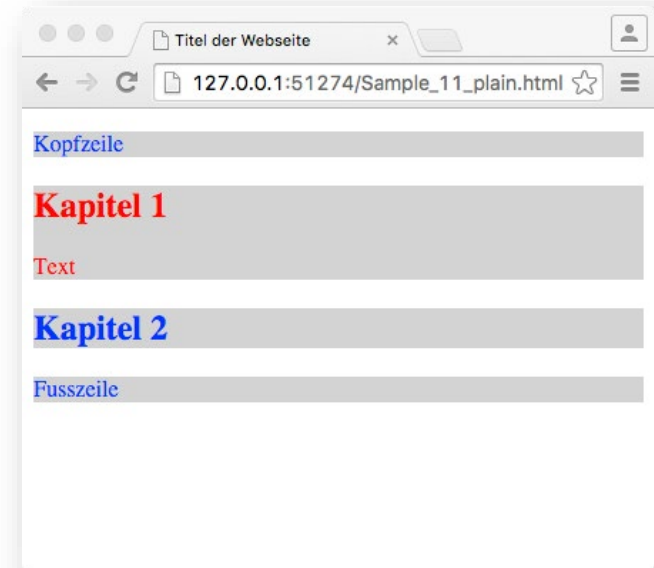 Titel der Webseite
127.0.0.1:51274/Sample_11_plain.html
Kopfzeile
Kapitel 1
Text
Kapitel 2
Fusszeile